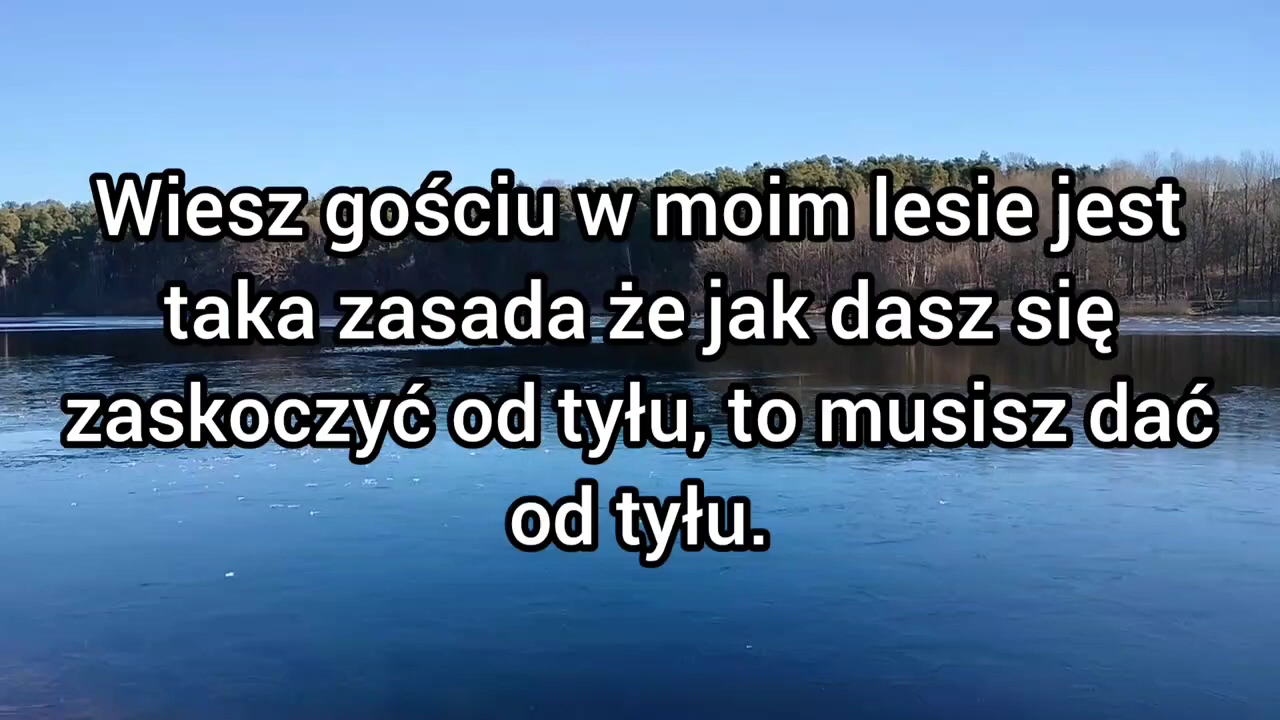 Wiesz gościu w moim lesie jest
taka zasada że jak dasz się
zaskoczyć od tyłu, to musisz dać
od tyłu.